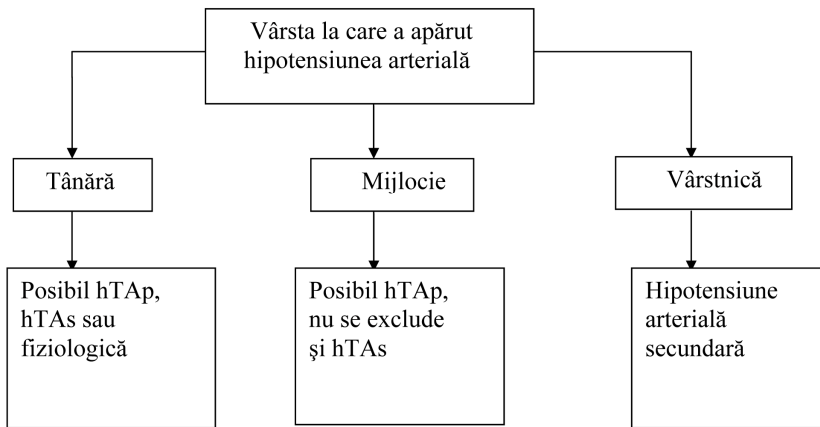 Vârsta la care a apărut
hipotensiunea arterială
Tânără
Mijlocie
Vârstnică
Posibil hTAp,
hTAs sau
fiziologică
Posibil hTAp,
nu se exclude
şi hTAs
Hipotensiune
arterială
secundară